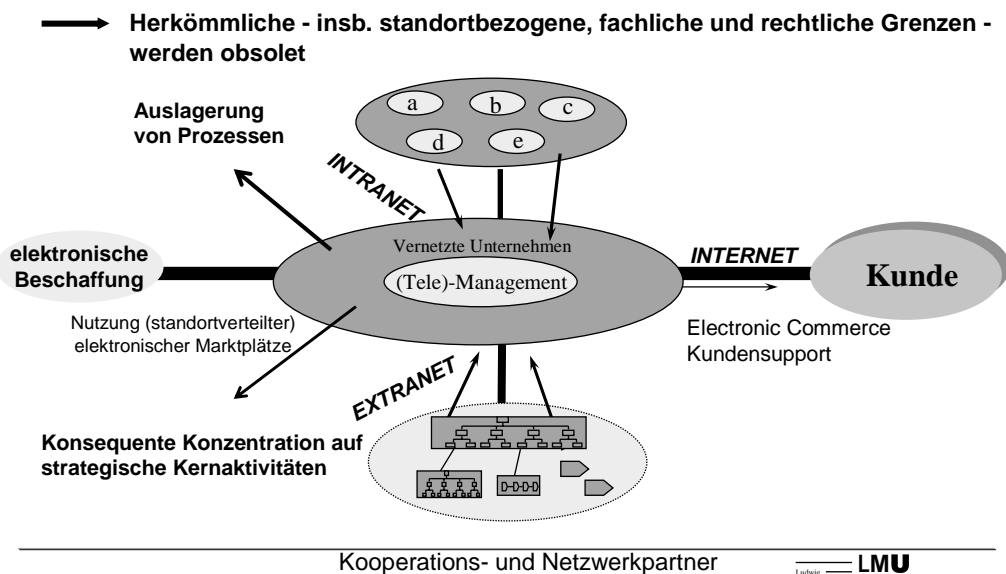 Herkömmliche - insb. standortbezogene, fachliche und rechtliche Grenzen -
werden obsolet
Auslagerung
von Prozessen
a
b
c
d
e
INTRANET
Vernetzte Unternehmen
(Tele)-Management
elektronische
Beschaffung
INTERNET
Kunde
Nutzung (standortverteilter)
elektronischer Marktplätze
Electronic Commerce
Kundensupport
EXTRANET
Konsequente Konzentration auf
strategische Kernaktivitäten
Kooperations- und Netzwerkpartner
Ludwig
LMU